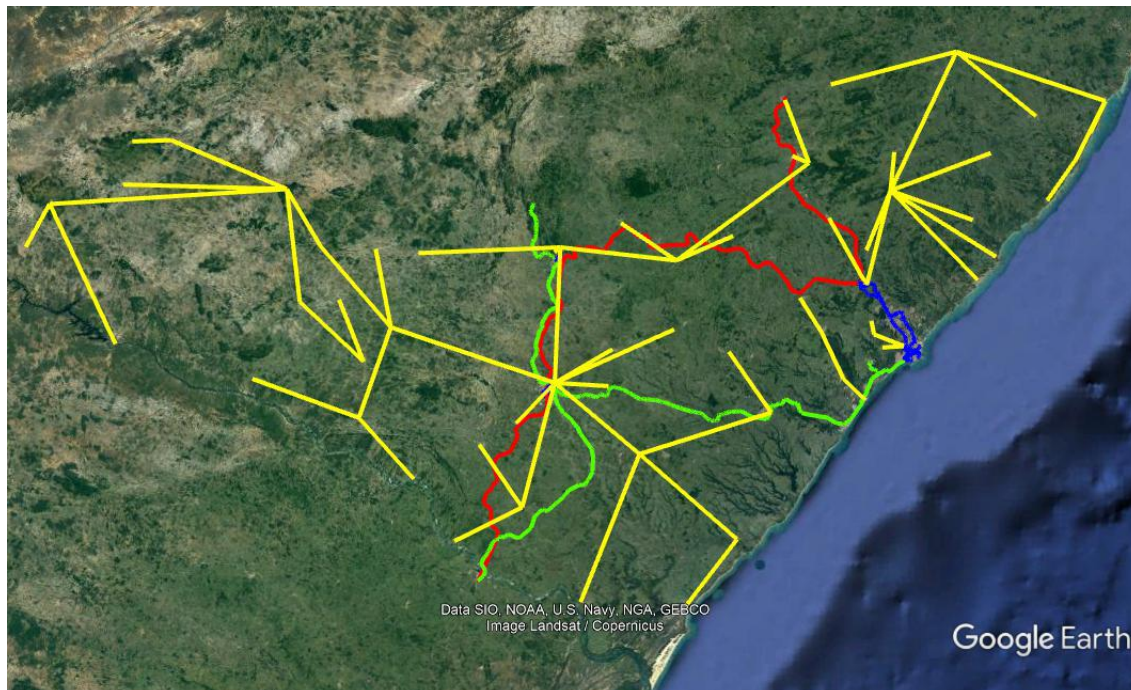 Data SIO, NOAA, U.S. Navy, NGA, GEBCO
Image Landsat / Copernicus
Google Earth